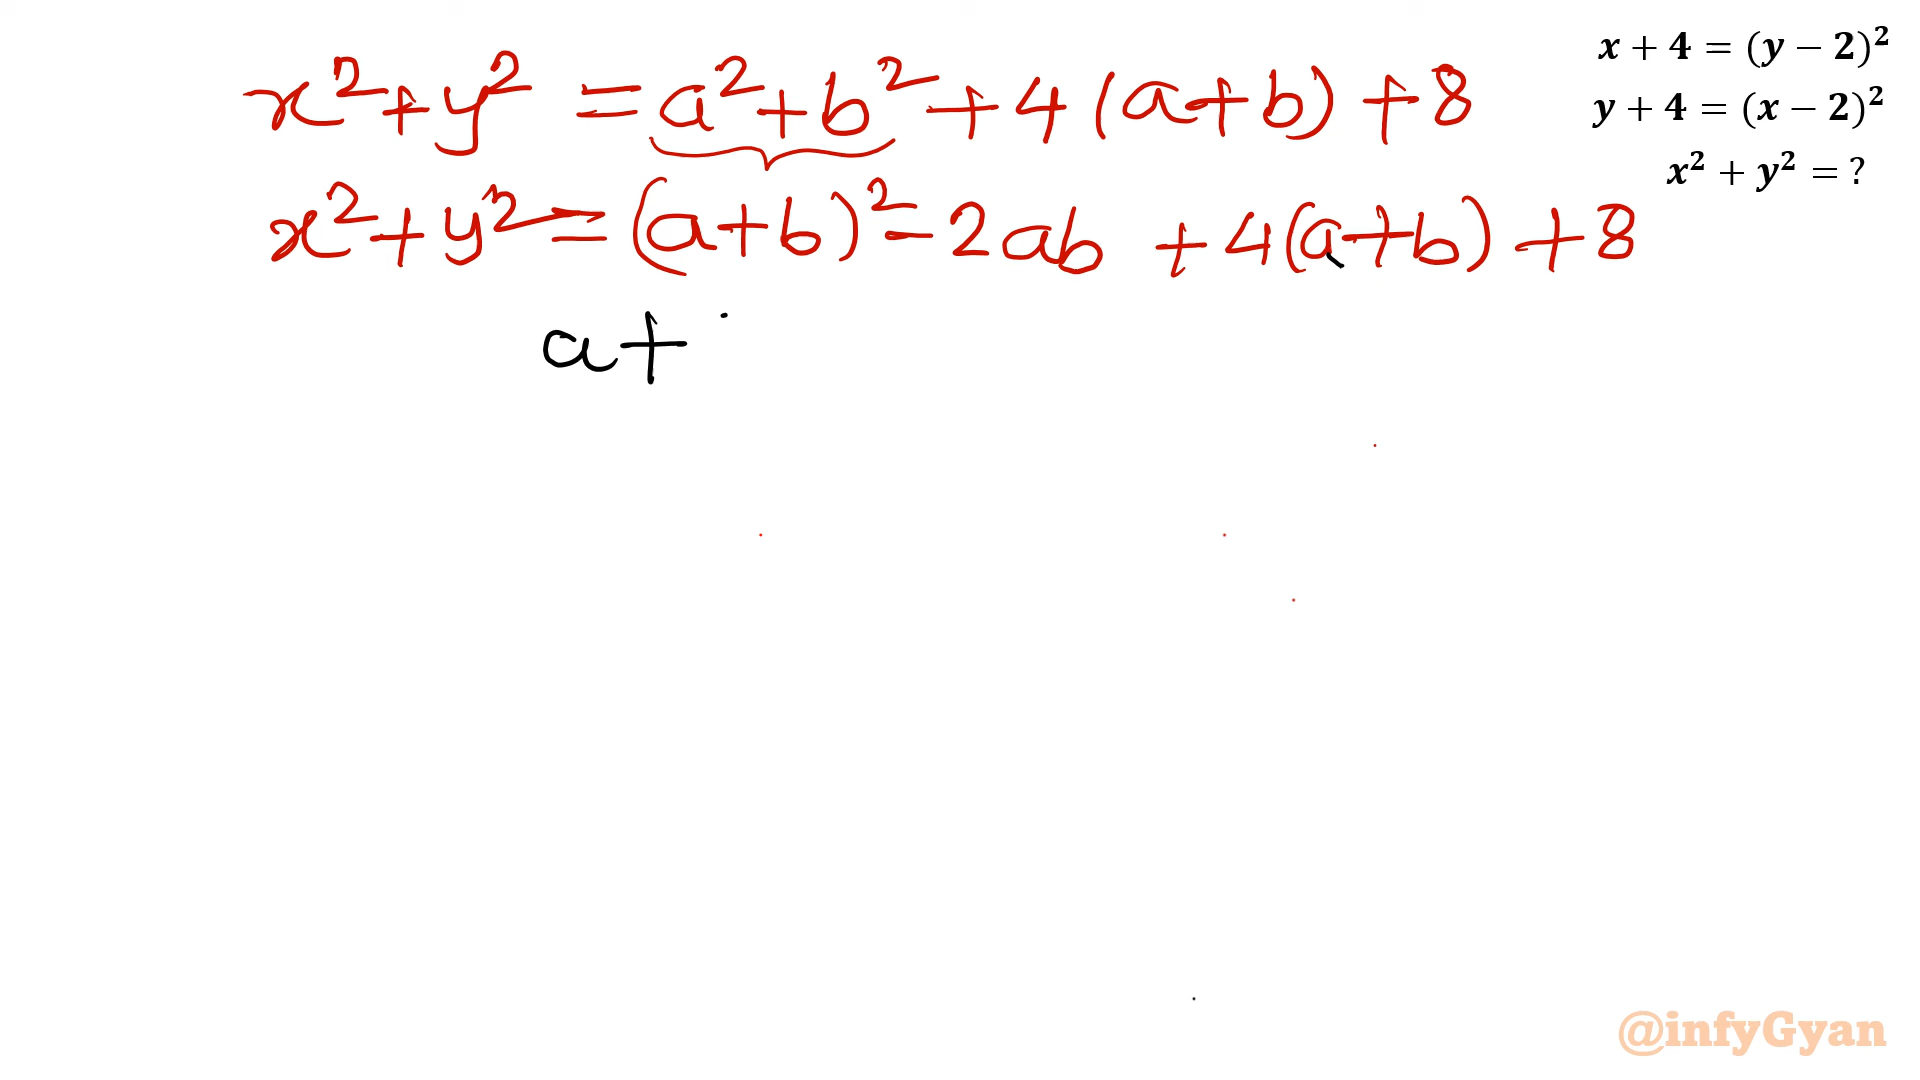 x² + y² = a² + b² + 4(a+b) + 8
x² + y² = (a+b)² - 2ab + 4(a+b) + 8
a +
x + 4 = (y − 2)²
y + 4 = (x − 2)²
x² + y² = ?
@infyGyan